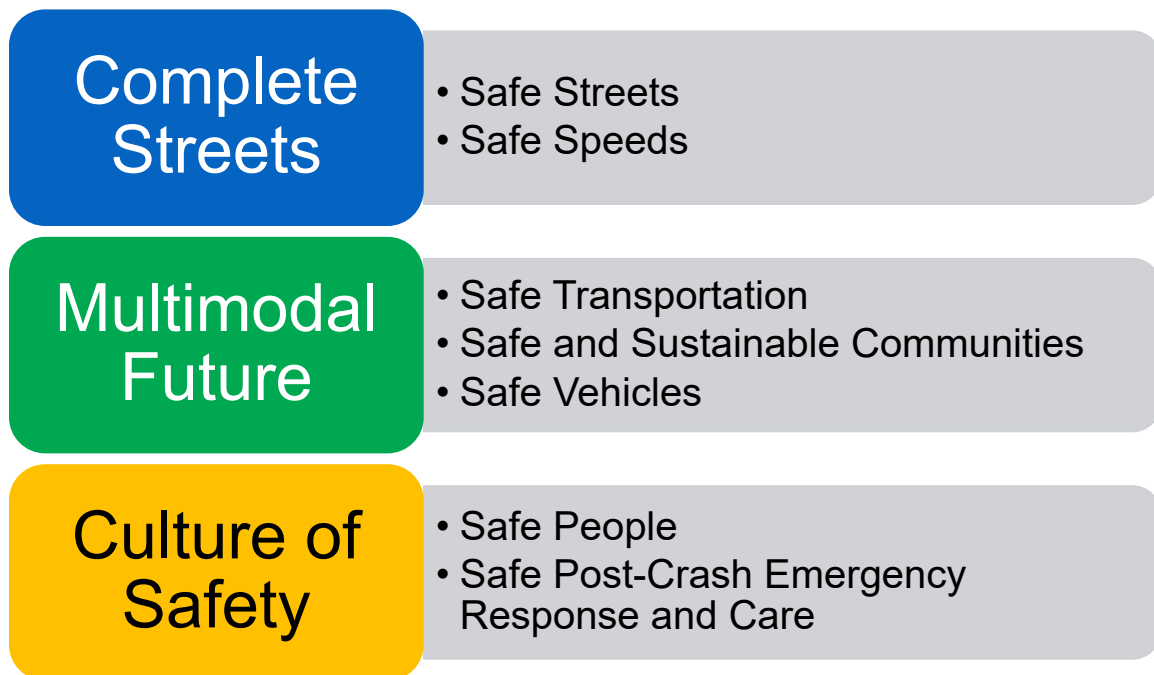 Complete
Streets
• Safe Streets
• Safe Speeds
Multimodal
Future
• Safe Transportation
• Safe and Sustainable Communities
• Safe Vehicles
Culture of
Safety
• Safe People
• Safe Post-Crash Emergency
Response and Care